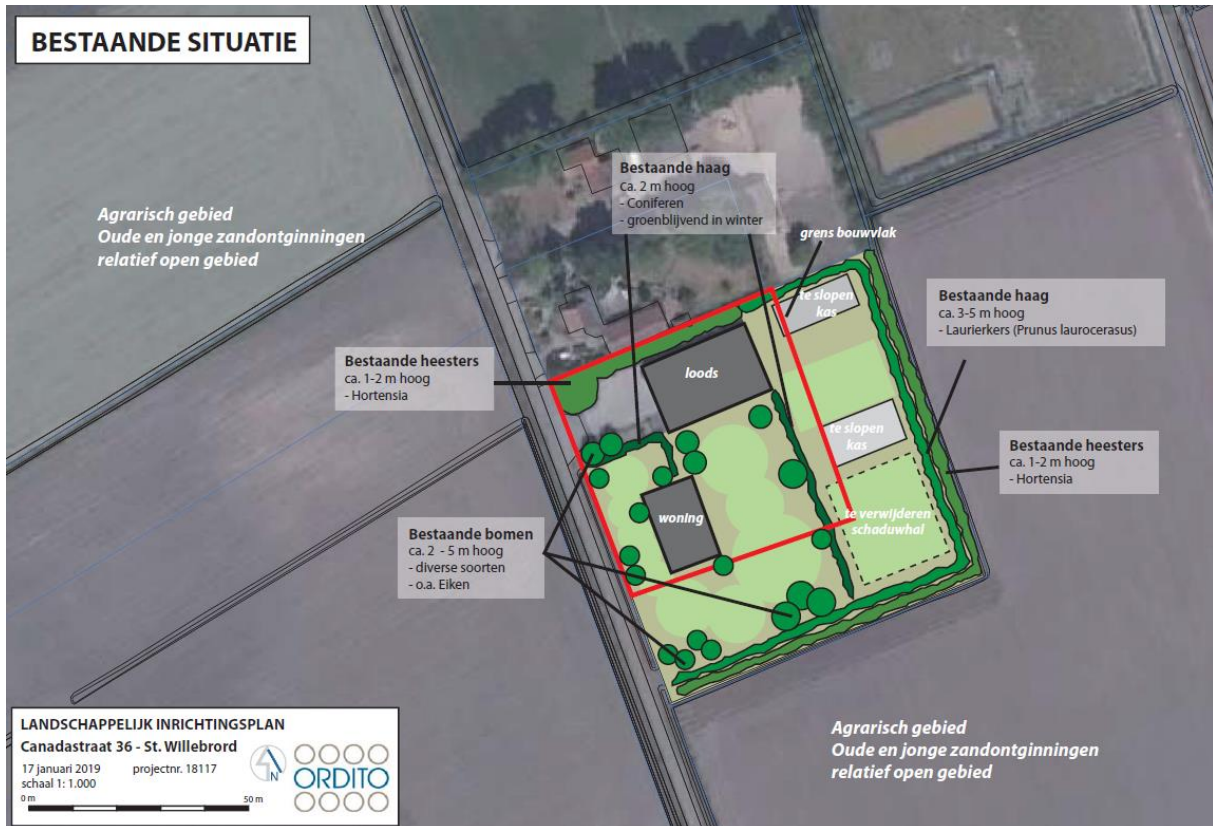 BESTAANDE SITUATIE
Agrarisch gebied
Oude en jonge zandontginningen
relatief open gebied
Bestaande haag
ca. 2 m hoog
- Coniferen
- groenblijvend in winter
grens bouwvlak
te slopen
kas
Bestaande haag
ca. 3-5 m hoog
- Laurierkers (Prunus laurocerasus)
Bestaande heesters
ca. 1-2 m hoog
- Hortensia
loods
te slopen
kas
Bestaande heesters
ca. 1-2 m hoog
- Hortensia
woning
te verwijderen
schaduwhal
Bestaande bomen
ca. 2 - 5 m hoog
- diverse soorten
- o.a. Eiken
Agrarisch gebied
Oude en jonge zandontginningen
relatief open gebied
LANDSCHAPPELIJK INRICHTINGSPLAN
Canadastraat 36 - St. Willebrord
17 januari 2019 projectnr. 18117
schaal 1: 1.000
0 m 50 m
N
ORDITO